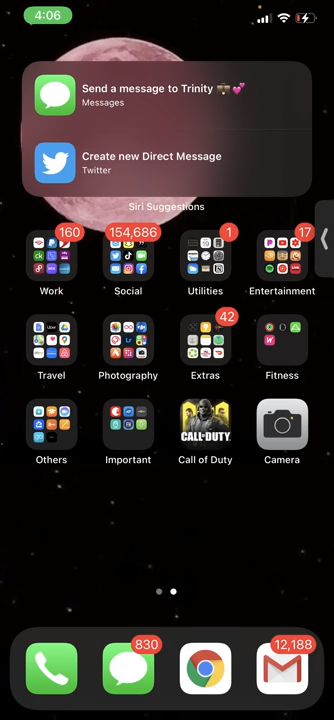 4:06
Send a message to Trinity
Messages
Create new Direct Message
Twitter
Siri Suggestions
160
154,686
1
17
Work
Social
Utilities
Entertainment
42
Travel
Photography
Extras
Fitness
CALL OF DUTY
Others
Important
Call of Duty
Camera
830
12,188